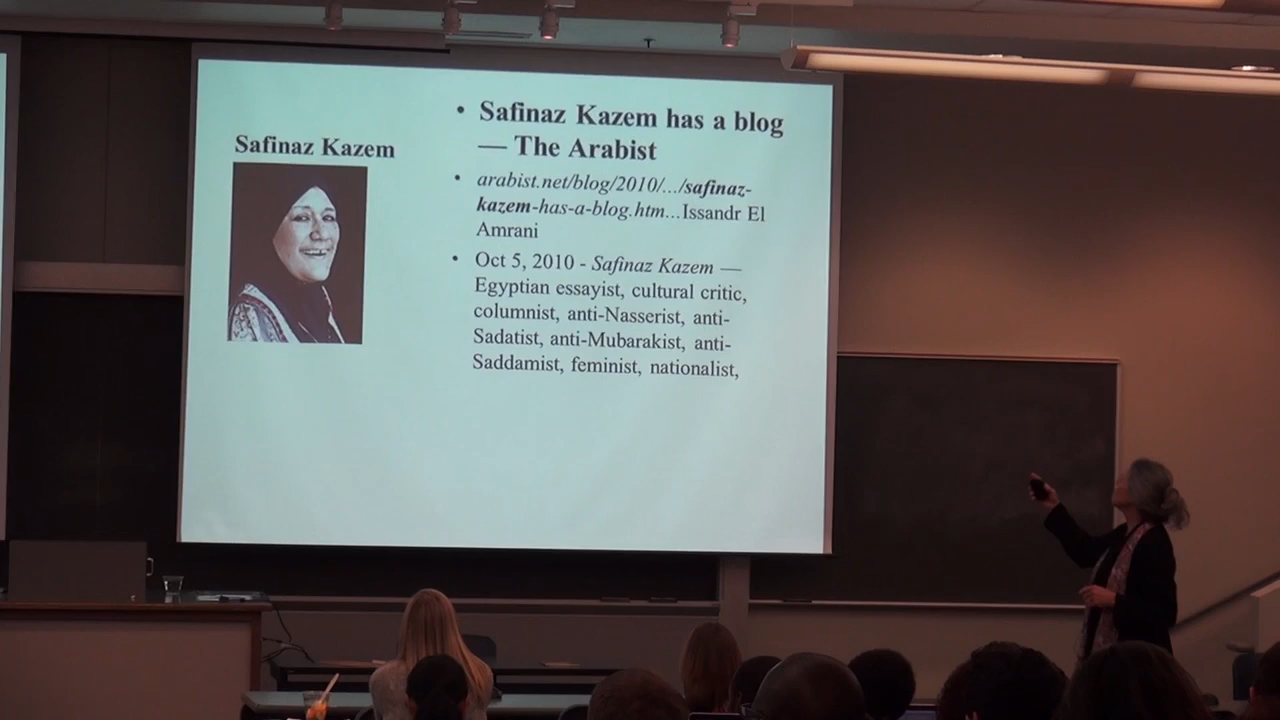 Safinaz Kazem
• Safinaz Kazem has a blog
— The Arabist
• arabist.net/blog/2010/.../safinaz-
kazem-has-a-blog.htm...Issandr El
Amrani
• Oct 5, 2010 - Safinaz Kazem —
Egyptian essayist, cultural critic,
columnist, anti-Nasserist, anti-
Sadatist, anti-Mubarakist, anti-
Saddamist, feminist, nationalist,